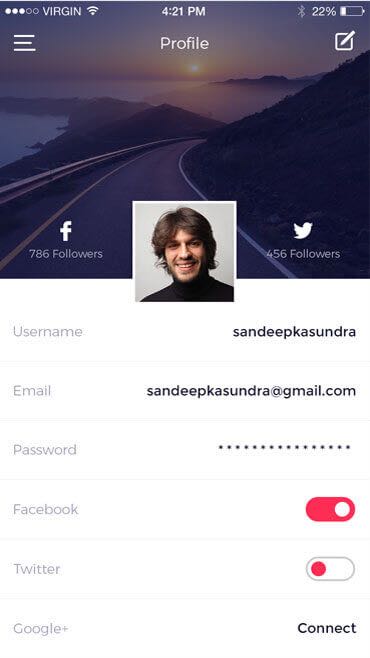 VIRGIN 4:21 PM 22%
Profile
786 Followers 456 Followers
Username sandeepkasundra
Email sandeepkasundra@gmail.com
Password ****************
Facebook
Twitter
Google+ Connect